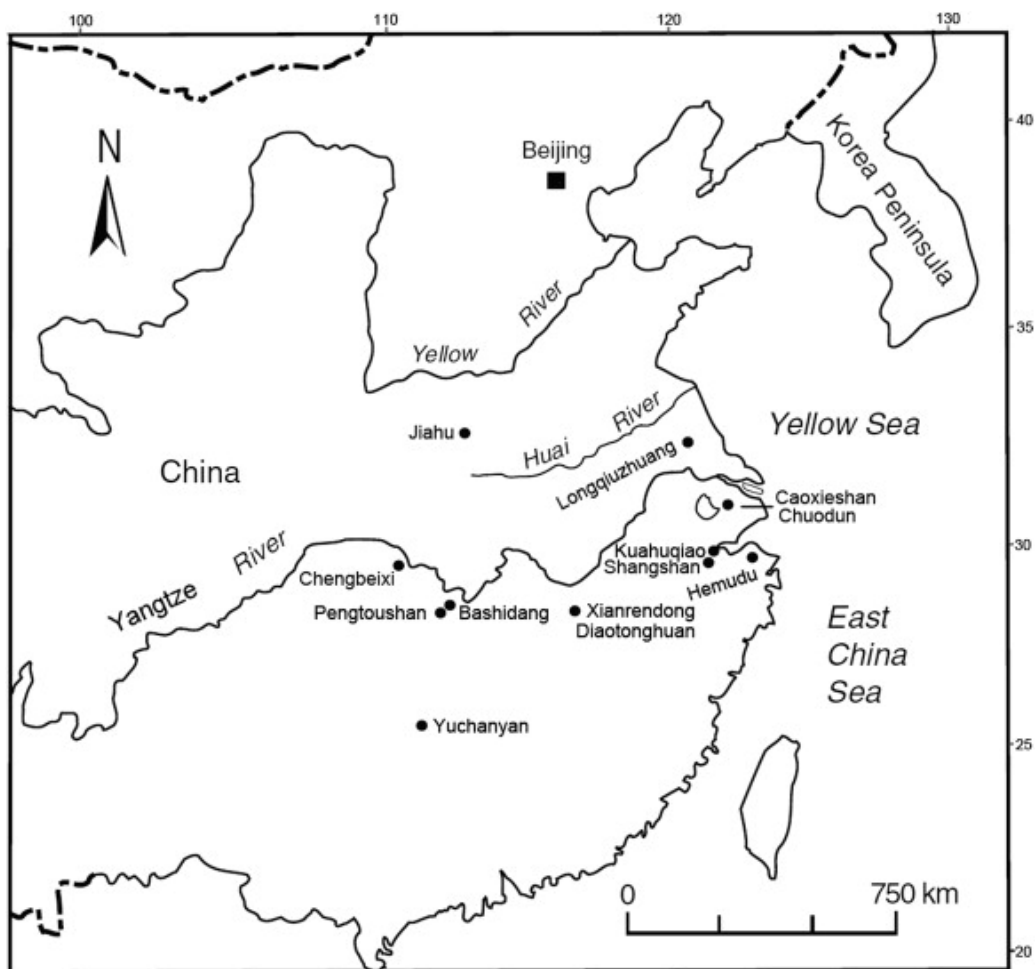 100
110
120
130
N
Beijing
40
Korea Peninsula
Yellow River
35
Jiahu
Huai River
Yellow Sea
China
Longqiuzhuang
Caoxieshan
Chuodun
30
Kuahuqiao
Shangshan
Hemudu
Yangtze River
Chengbeixi
Pengtoushan
Bashidang
Xianrendong
Diaotonghuan
East
China
Sea
Yuchanyan
25
0
750 km
20